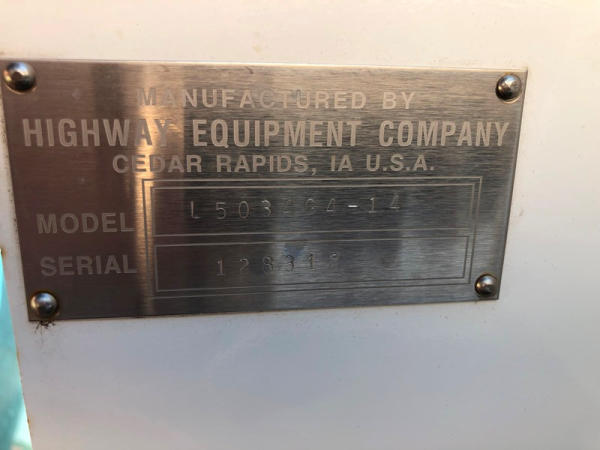 MANUFACTURED BY
HIGHWAY EQUIPMENT COMPANY
CEDAR RAPIDS, IA U.S.A.
MODEL
SERIAL